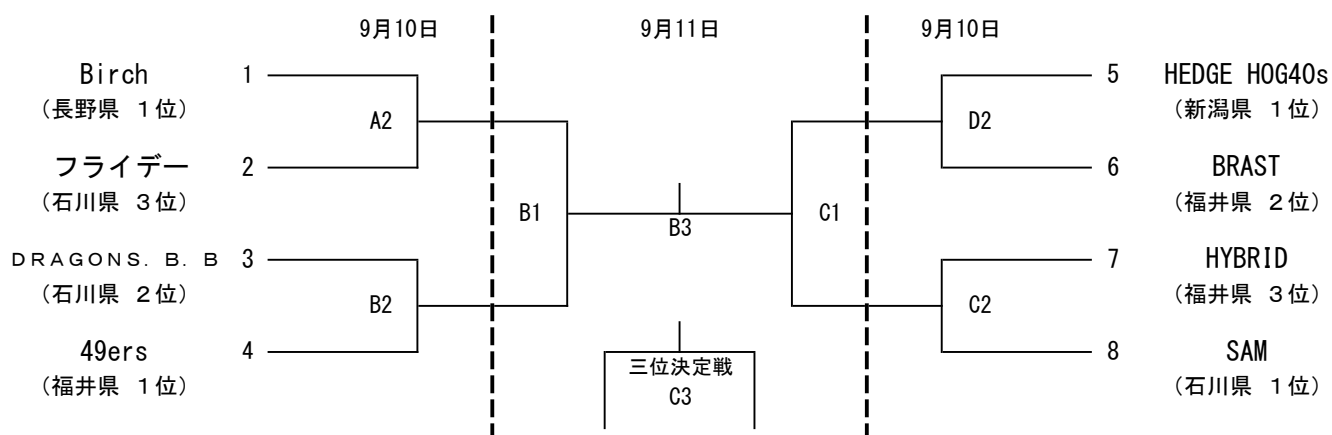 9月10日
9月11日
9月10日
Birch
1
(長野県 1位)
A2
フライデー
2
(石川県 3位)
B1
DRAGONS. B. B
3
(石川県 2位)
B2
49ers
4
(福井県 1位)
B3
三位決定戦
C3
5
HEDGE HOG40s
(新潟県 1位)
D2
6
BRAST
(福井県 2位)
C1
7
HYBRID
(福井県 3位)
C2
8
SAM
(石川県 1位)